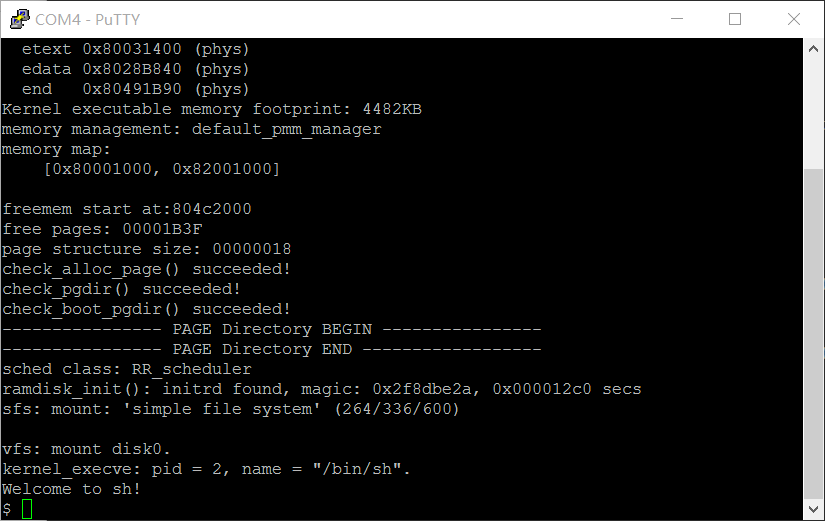 COM4 - PuTTY
etext 0x80031400 (phys)
edata 0x8028B840 (phys)
end 0x80491B90 (phys)
Kernel executable memory footprint: 4482KB
memory management: default_pmm_manager
memory map:
[0x80001000, 0x82001000]
freemem start at:804c2000
free pages: 00001B3F
page structure size: 00000018
check_alloc_page() succeeded!
check_pgdir() succeeded!
check_boot_pgdir() succeeded!
---------------- PAGE Directory BEGIN ----------------
---------------- PAGE Directory END ------------------
sched class: RR_scheduler
ramdisk_init(): initrd found, magic: 0x2f8dbe2a, 0x000012c0 secs
sfs: mount: 'simple file system' (264/336/600)
vfs: mount disk0.
kernel_execve: pid = 2, name = "/bin/sh".
Welcome to sh!
$